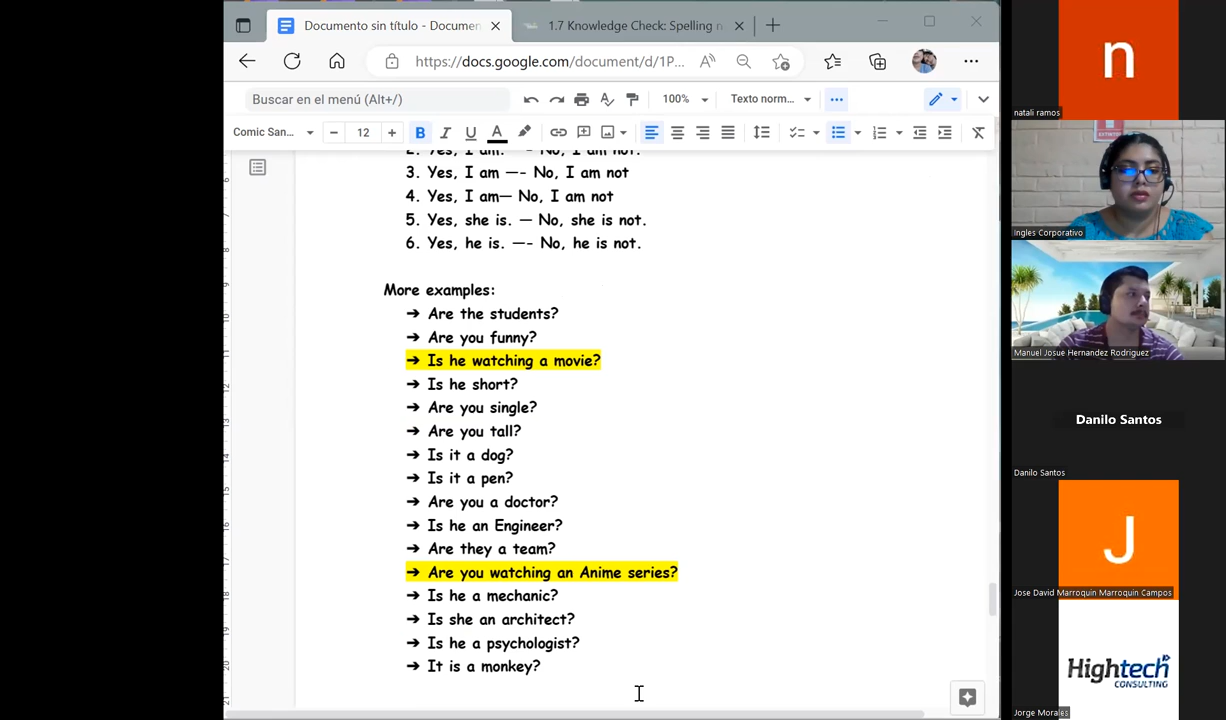 Documento sin título - Documen
1.7 Knowledge Check: Spelling n
https://docs.google.com/document/d/1P...
Buscar en el menú (Alt+/)
100%
Texto norm...
Comic San...
12
B
I
U
A
2. Yes, I am. - No, I am not.
3. Yes, I am —- No, I am not
4. Yes, I am— No, I am not
5. Yes, she is. — No, she is not.
6. Yes, he is. —- No, he is not.
More examples:
➔ Are the students?
➔ Are you funny?
➔ Is he watching a movie?
➔ Is he short?
➔ Are you single?
➔ Are you tall?
➔ Is it a dog?
➔ Is it a pen?
➔ Are you a doctor?
➔ Is he an Engineer?
➔ Are they a team?
➔ Are you watching an Anime series?
➔ Is he a mechanic?
➔ Is she an architect?
➔ Is he a psychologist?
➔ It is a monkey?
n
natali ramos
Ingles Corporativo
Manuel Josue Hernandez Rodriguez
Danilo Santos
Danilo Santos
J
Jose David Marroquin Marroquin Campos
Hightech
CONSULTING
Jorge Morales